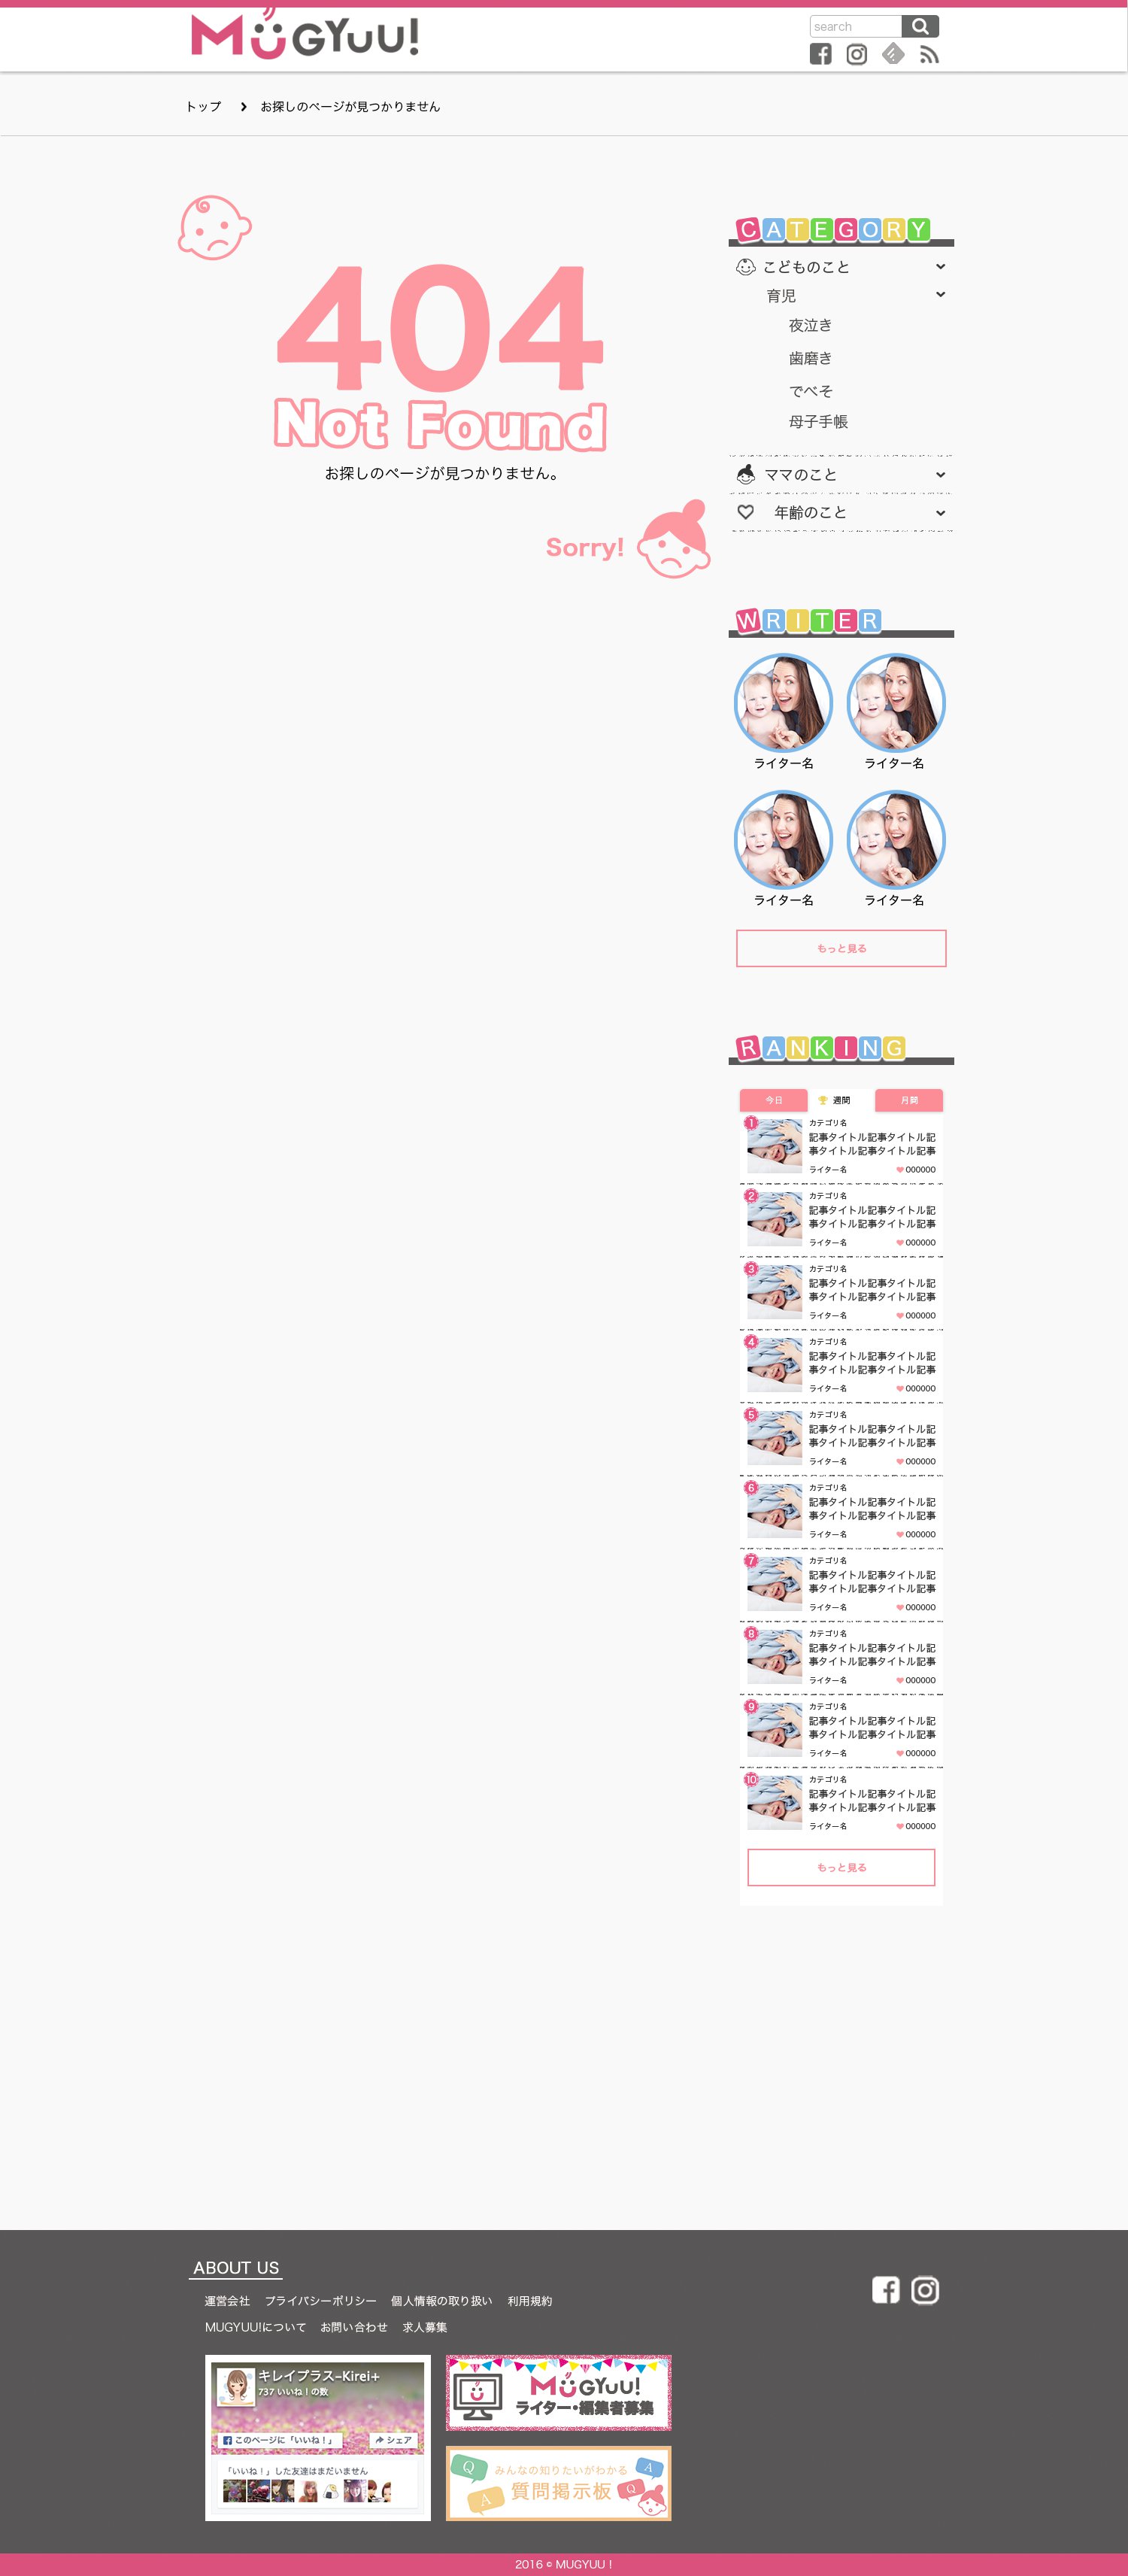 MUGYUU!
search
トップ › お探しのページが見つかりません
404
Not Found
お探しのページが見つかりません。
Sorry!
CATEGORY
こどものこと
育児
夜泣き
歯磨き
でべそ
母子手帳
ママのこと
年齢のこと
WRITER
ライター名 ライター名
ライター名 ライター名
もっと見る
RANKING
今日 週間 月間
1 カテゴリ名
記事タイトル記事タイトル記
事タイトル記事タイトル記事
ライター名 000000
2 カテゴリ名
記事タイトル記事タイトル記
事タイトル記事タイトル記事
ライター名 000000
3 カテゴリ名
記事タイトル記事タイトル記
事タイトル記事タイトル記事
ライター名 000000
4 カテゴリ名
記事タイトル記事タイトル記
事タイトル記事タイトル記事
ライター名 000000
5 カテゴリ名
記事タイトル記事タイトル記
事タイトル記事タイトル記事
ライター名 000000
6 カテゴリ名
記事タイトル記事タイトル記
事タイトル記事タイトル記事
ライター名 000000
7 カテゴリ名
記事タイトル記事タイトル記
事タイトル記事タイトル記事
ライター名 000000
8 カテゴリ名
記事タイトル記事タイトル記
事タイトル記事タイトル記事
ライター名 000000
9 カテゴリ名
記事タイトル記事タイトル記
事タイトル記事タイトル記事
ライター名 000000
10 カテゴリ名
記事タイトル記事タイトル記
事タイトル記事タイトル記事
ライター名 000000
もっと見る
ABOUT US
運営会社 プライバシーポリシー 個人情報の取り扱い 利用規約
MUGYUU!について お問い合わせ 求人募集
キレイプラス-Kirei+
737 いいね！の数
このページに「いいね！」 シェア
「いいね！」した友達はまだいません
MUGYUU!
ライター・編集者募集
みんなの知りたいがわかる
質問掲示板
Q A A Q
2016 © MUGYUU !